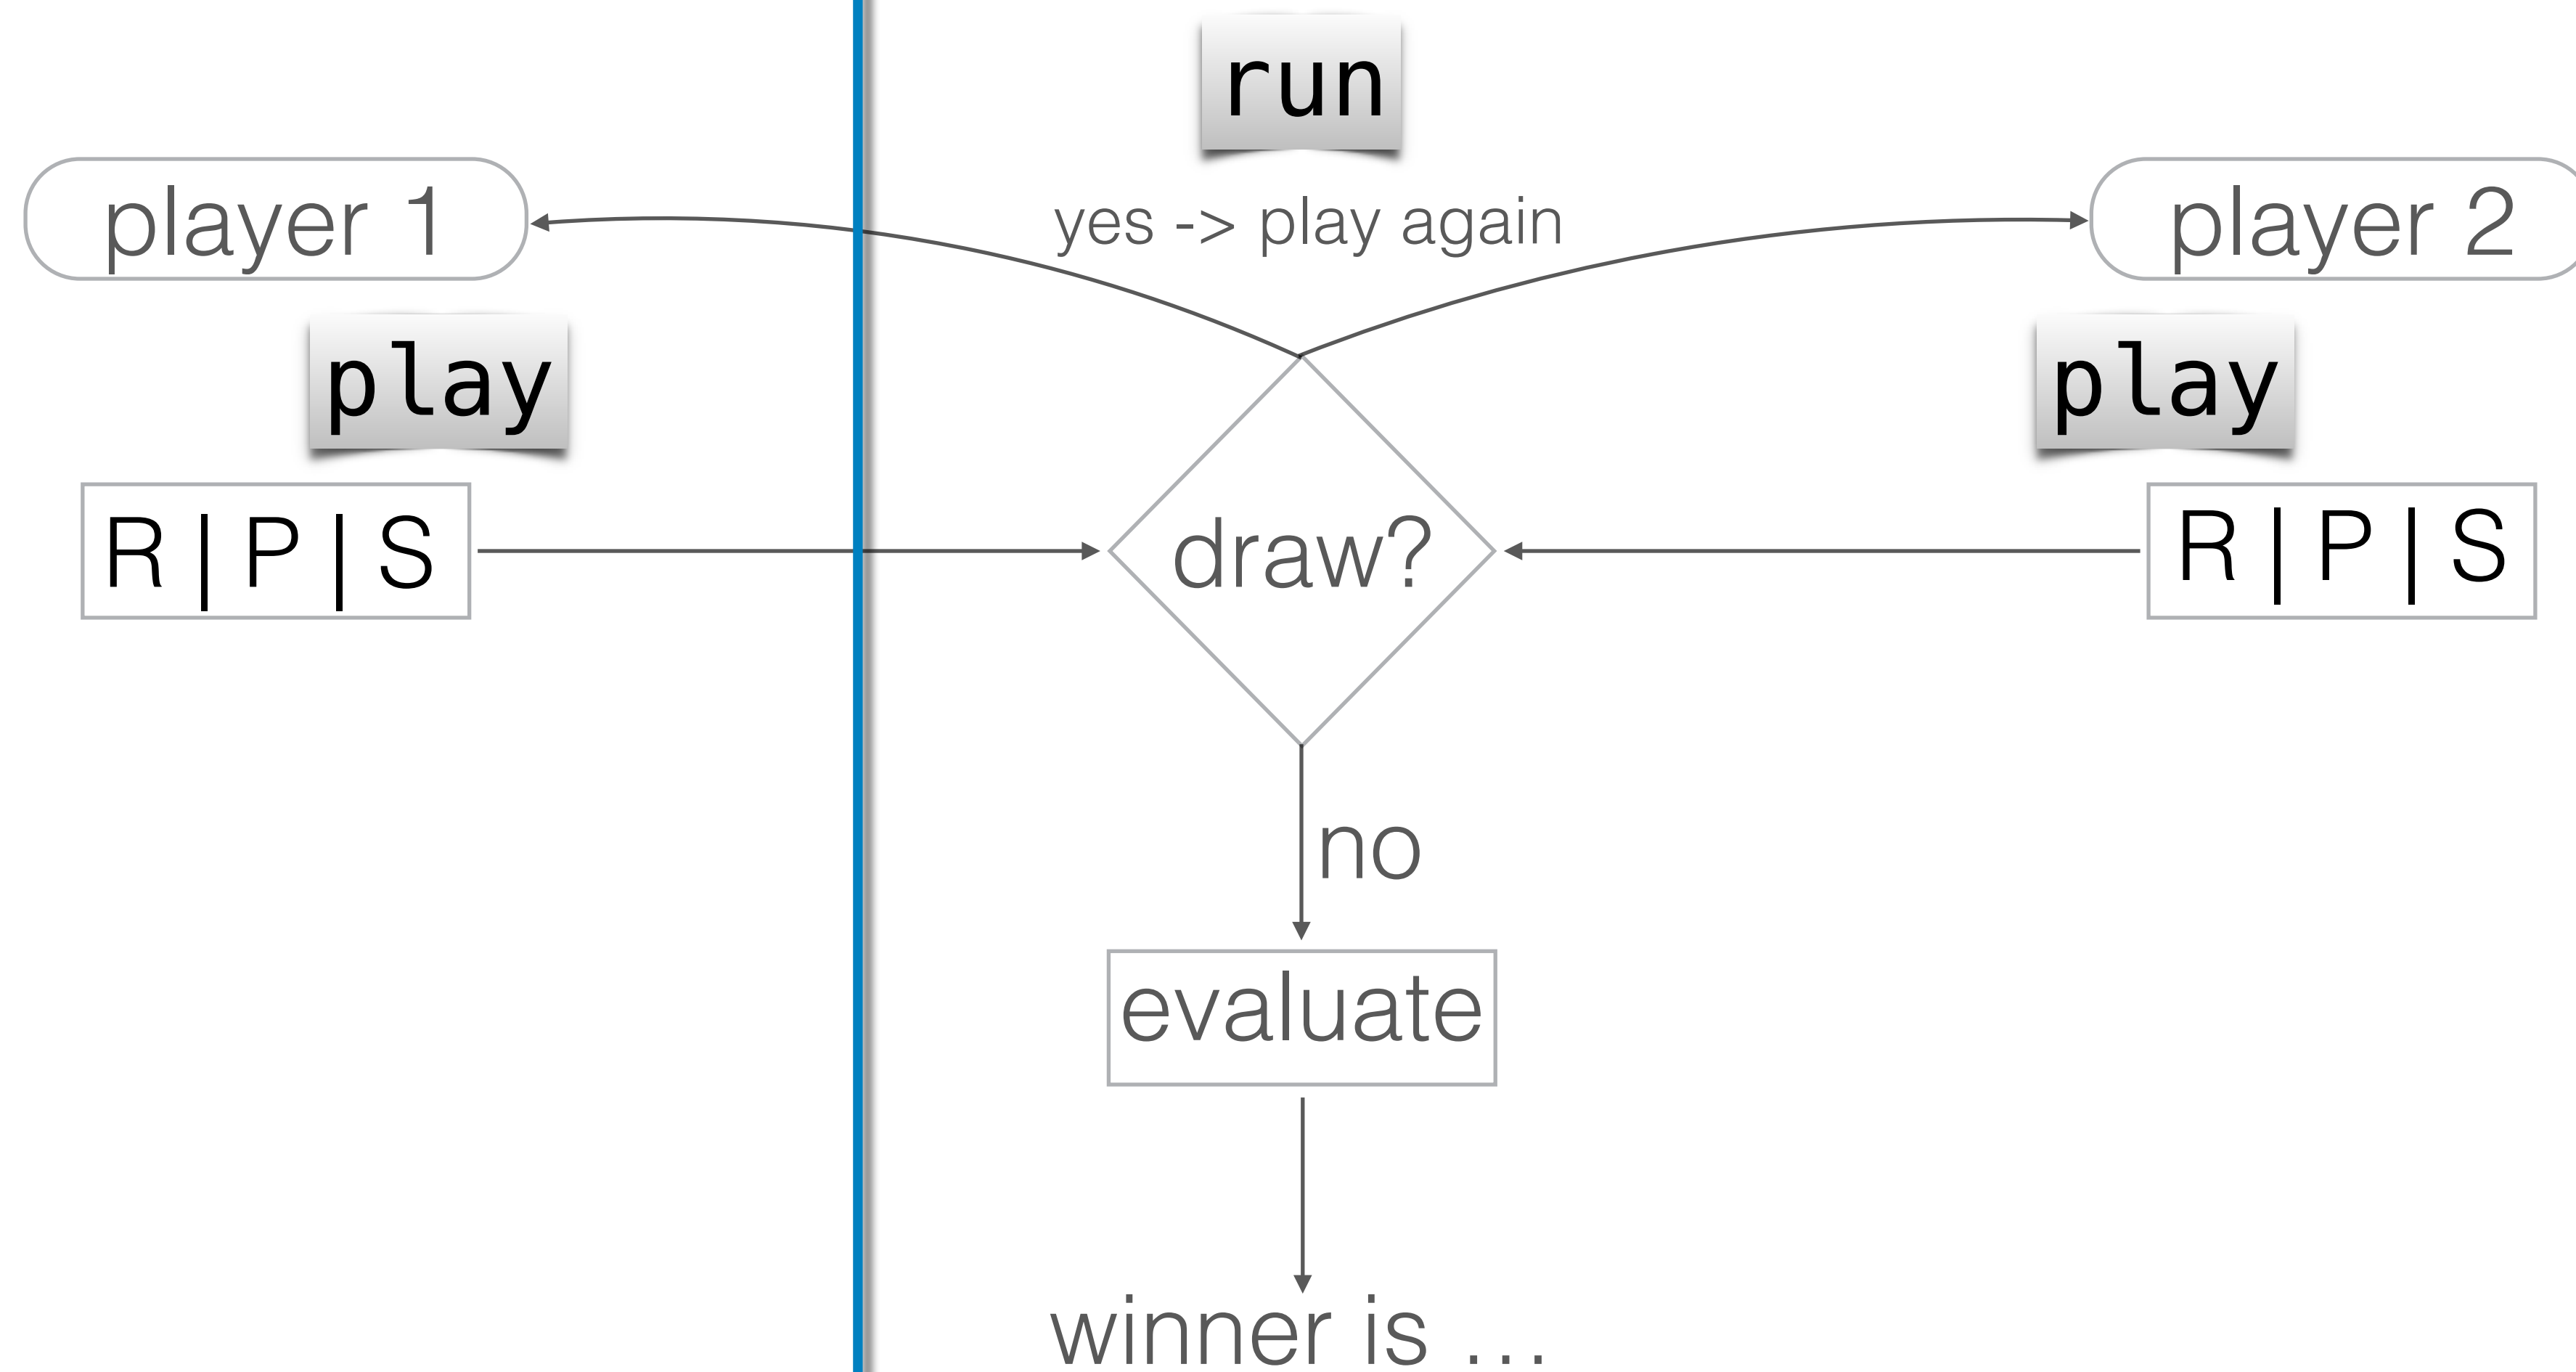 run
player 1
yes -> play again
player 2
play
play
R | P | S
draw?
R | P | S
no
evaluate
winner is …